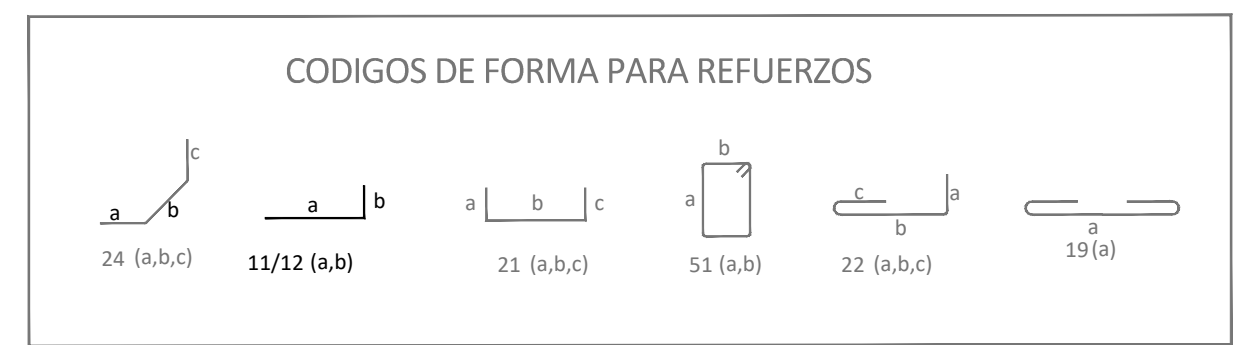 CODIGOS DE FORMA PARA REFUERZOS
a b c
24 (a,b,c)
a b
11/12 (a,b)
a b c
21 (a,b,c)
b
a
51 (a,b)
c a
b
22 (a,b,c)
a
19(a)